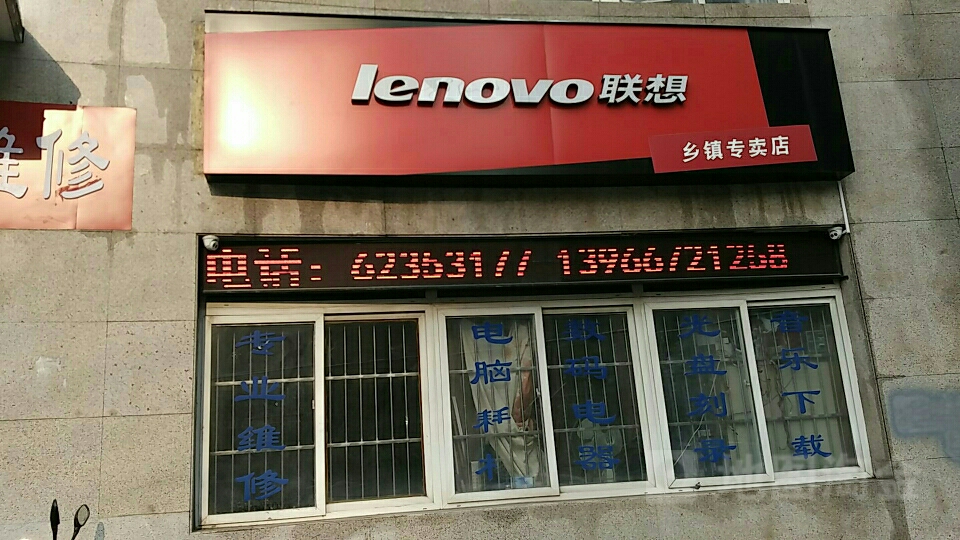 lenovo联想
乡镇专卖店
维修
电话: 62363177 13966721268
专业维修
电脑耗材
数码电器
光盘刻录
音乐下载